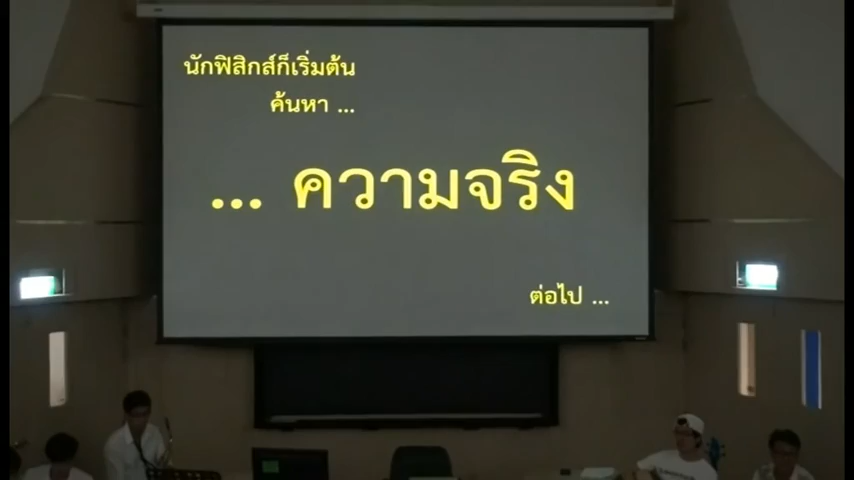 นักฟิสิกส์ก็เริ่มต้น
ค้นหา ...
... ความจริง
ต่อไป ...